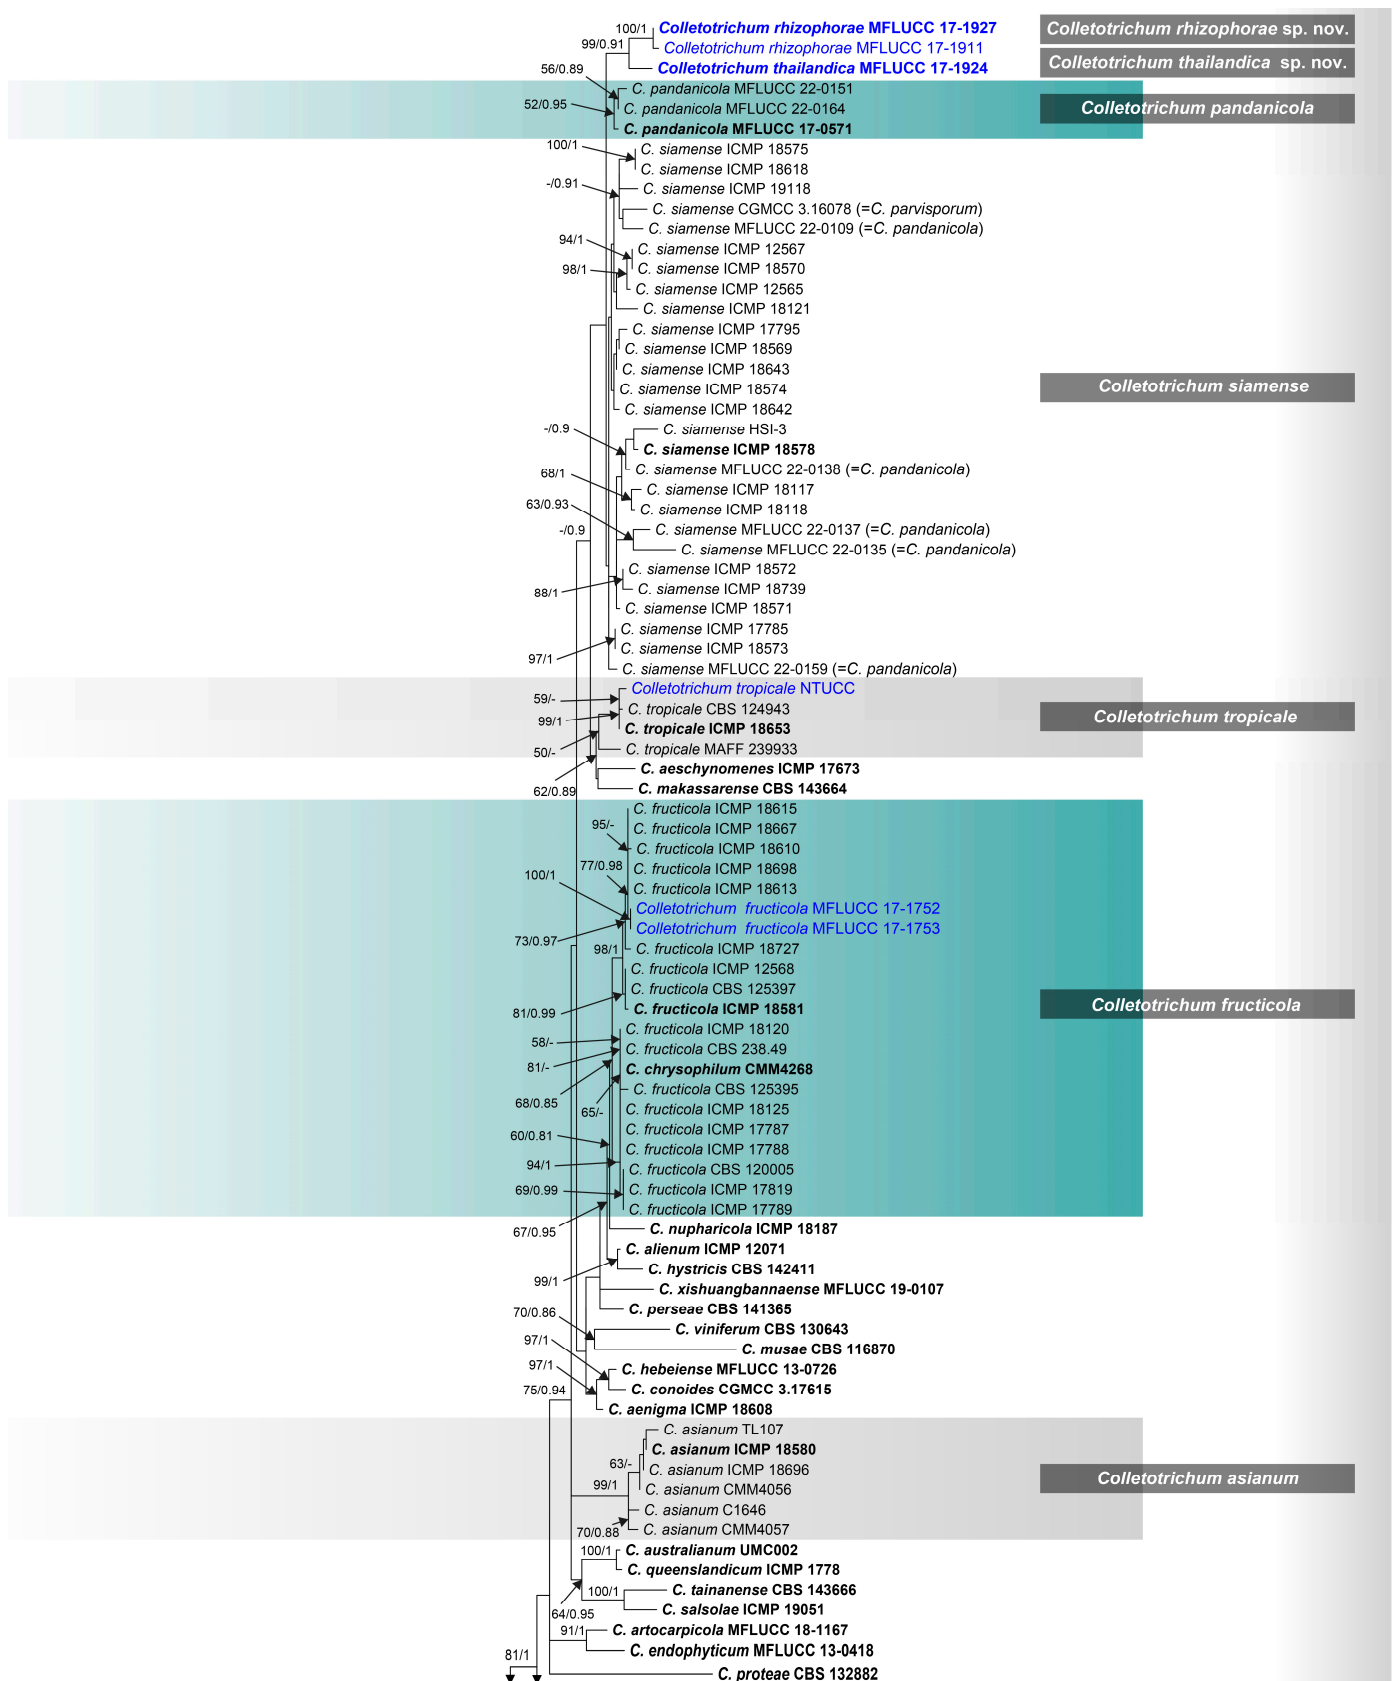 100/1
Colletotrichum rhizophorae MFLUCC 17-1927
Colletotrichum rhizophorae sp. nov.
99/0.91
Colletotrichum rhizophorae MFLUCC 17-1911
Colletotrichum thailandica MFLUCC 17-1924
Colletotrichum thailandica sp. nov.
56/0.89
C. pandanicola MFLUCC 22-0151
52/0.95
C. pandanicola MFLUCC 22-0164
Colletotrichum pandanicola
C. pandanicola MFLUCC 17-0571
100/1
C. siamense ICMP 18575
C. siamense ICMP 18618
-/0.91
C. siamense ICMP 19118
C. siamense CGMCC 3.16078 (=C. parvisporum)
C. siamense MFLUCC 22-0109 (=C. pandanicola)
94/1
C. siamense ICMP 12567
98/1
C. siamense ICMP 18570
C. siamense ICMP 12565
C. siamense ICMP 18121
C. siamense ICMP 17795
C. siamense ICMP 18569
C. siamense ICMP 18643
C. siamense ICMP 18574
Colletotrichum siamense
C. siamense ICMP 18642
-/0.9
C. siamense HSI-3
C. siamense ICMP 18578
68/1
C. siamense MFLUCC 22-0138 (=C. pandanicola)
C. siamense ICMP 18117
63/0.93
C. siamense ICMP 18118
-/0.9
C. siamense MFLUCC 22-0137 (=C. pandanicola)
C. siamense MFLUCC 22-0135 (=C. pandanicola)
C. siamense ICMP 18572
88/1
C. siamense ICMP 18739
C. siamense ICMP 18571
C. siamense ICMP 17785
97/1
C. siamense ICMP 18573
C. siamense MFLUCC 22-0159 (=C. pandanicola)
Colletotrichum tropicale NTUCC
59/-
C. tropicale CBS 124943
Colletotrichum tropicale
99/1
C. tropicale ICMP 18653
50/-
C. tropicale MAFF 239933
C. aeschynomenes ICMP 17673
62/0.89
C. makassarense CBS 143664
C. fructicola ICMP 18615
95/-
C. fructicola ICMP 18667
C. fructicola ICMP 18610
77/0.98
C. fructicola ICMP 18698
100/1
C. fructicola ICMP 18613
Colletotrichum fructicola MFLUCC 17-1752
Colletotrichum fructicola MFLUCC 17-1753
73/0.97
98/1
C. fructicola ICMP 18727
C. fructicola ICMP 12568
C. fructicola CBS 125397
81/0.99
C. fructicola ICMP 18581
Colletotrichum fructicola
C. fructicola ICMP 18120
58/-
C. fructicola CBS 238.49
81/-
C. chrysophilum CMM4268
C. fructicola CBS 125395
68/0.85
65/-
C. fructicola ICMP 18125
C. fructicola ICMP 17787
60/0.81
C. fructicola ICMP 17788
94/1
C. fructicola CBS 120005
69/0.99
C. fructicola ICMP 17819
C. fructicola ICMP 17789
67/0.95
C. nupharicola ICMP 18187
C. alienum ICMP 12071
C. hystricis CBS 142411
99/1
C. xishuangbannaense MFLUCC 19-0107
70/0.86
C. perseae CBS 141365
C. viniferum CBS 130643
97/1
C. musae CBS 116870
97/1
C. hebeiense MFLUCC 13-0726
75/0.94
C. conoides CGMCC 3.17615
C. aenigma ICMP 18608
C. asianum TL107
C. asianum ICMP 18580
63/-
C. asianum ICMP 18696
99/1
C. asianum CMM4056
Colletotrichum asianum
C. asianum C1646
70/0.88
C. asianum CMM4057
100/1
C. australianum UMC002
C. queenslandicum ICMP 1778
100/1
C. tainanense CBS 143666
64/0.95
C. salsolae ICMP 19051
91/1
C. artocarpicola MFLUCC 18-1167
81/1
C. endophyticum MFLUCC 13-0418
C. proteae CBS 132882